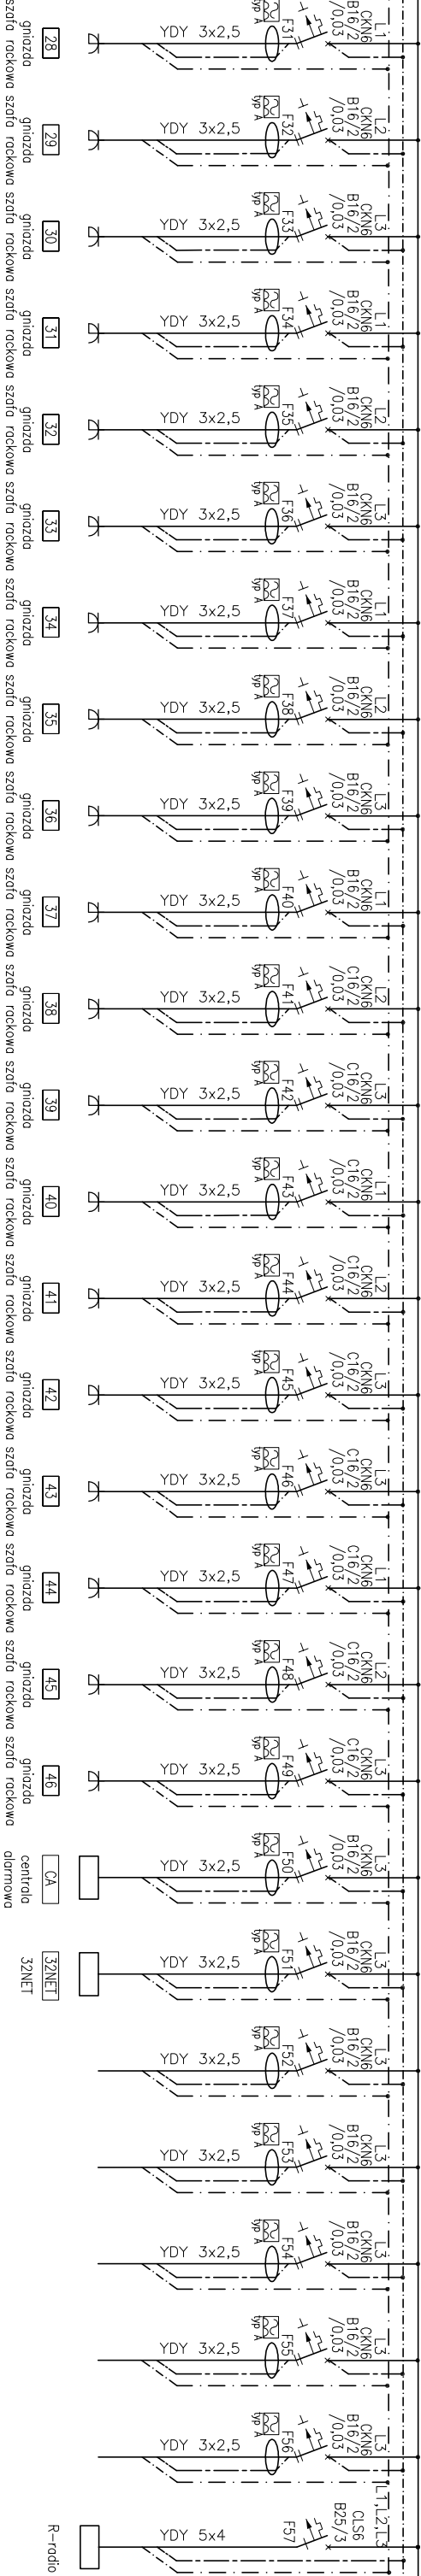 L1
CKN6
B16/2
/0,03
F31
typ A
YDY 3x2,5
28
gniazda
szafa rackowa
L2
CKN6
B16/2
/0,03
F32
typ A
YDY 3x2,5
29
gniazda
szafa rackowa
L3
CKN6
B16/2
/0,03
F33
typ A
YDY 3x2,5
30
gniazda
szafa rackowa
L1
CKN6
B16/2
/0,03
F34
typ A
YDY 3x2,5
31
gniazda
szafa rackowa
L2
CKN6
B16/2
/0,03
F35
typ A
YDY 3x2,5
32
gniazda
szafa rackowa
L3
CKN6
B16/2
/0,03
F36
typ A
YDY 3x2,5
33
gniazda
szafa rackowa
L1
CKN6
B16/2
/0,03
F37
typ A
YDY 3x2,5
34
gniazda
szafa rackowa
L2
CKN6
B16/2
/0,03
F38
typ A
YDY 3x2,5
35
gniazda
szafa rackowa
L3
CKN6
B16/2
/0,03
F39
typ A
YDY 3x2,5
36
gniazda
szafa rackowa
L1
CKN6
B16/2
/0,03
F40
typ A
YDY 3x2,5
37
gniazda
szafa rackowa
L2
CKN6
C16/2
/0,03
F41
typ A
YDY 3x2,5
38
gniazda
szafa rackowa
L3
CKN6
C16/2
/0,03
F42
typ A
YDY 3x2,5
39
gniazda
szafa rackowa
L1
CKN6
C16/2
/0,03
F43
typ A
YDY 3x2,5
40
gniazda
szafa rackowa
L2
CKN6
C16/2
/0,03
F44
typ A
YDY 3x2,5
41
gniazda
szafa rackowa
L3
CKN6
C16/2
/0,03
F45
typ A
YDY 3x2,5
42
gniazda
szafa rackowa
L3
CKN6
C16/2
/0,03
F46
typ A
YDY 3x2,5
43
gniazda
szafa rackowa
L1
CKN6
C16/2
/0,03
F47
typ A
YDY 3x2,5
44
gniazda
szafa rackowa
L2
CKN6
C16/2
/0,03
F48
typ A
YDY 3x2,5
45
gniazda
szafa rackowa
L3
CKN6
C16/2
/0,03
F49
typ A
YDY 3x2,5
46
gniazda
szafa rackowa
L3
CKN6
B16/2
/0,03
F50
typ A
YDY 3x2,5
CA
centrala
alarmowa
L3
CKN6
B16/2
/0,03
F51
typ A
YDY 3x2,5
32NET
32NET
L3
CKN6
B16/2
/0,03
F52
typ A
YDY 3x2,5
L3
CKN6
B16/2
/0,03
F53
typ A
YDY 3x2,5
L3
CKN6
B16/2
/0,03
F54
typ A
YDY 3x2,5
L3
CKN6
B16/2
/0,03
F55
typ A
YDY 3x2,5
L3
CKN6
B16/2
/0,03
F56
typ A
YDY 3x2,5
L1,L2,L3
CLS6
B25/3
F57
YDY 5x4
R-radio